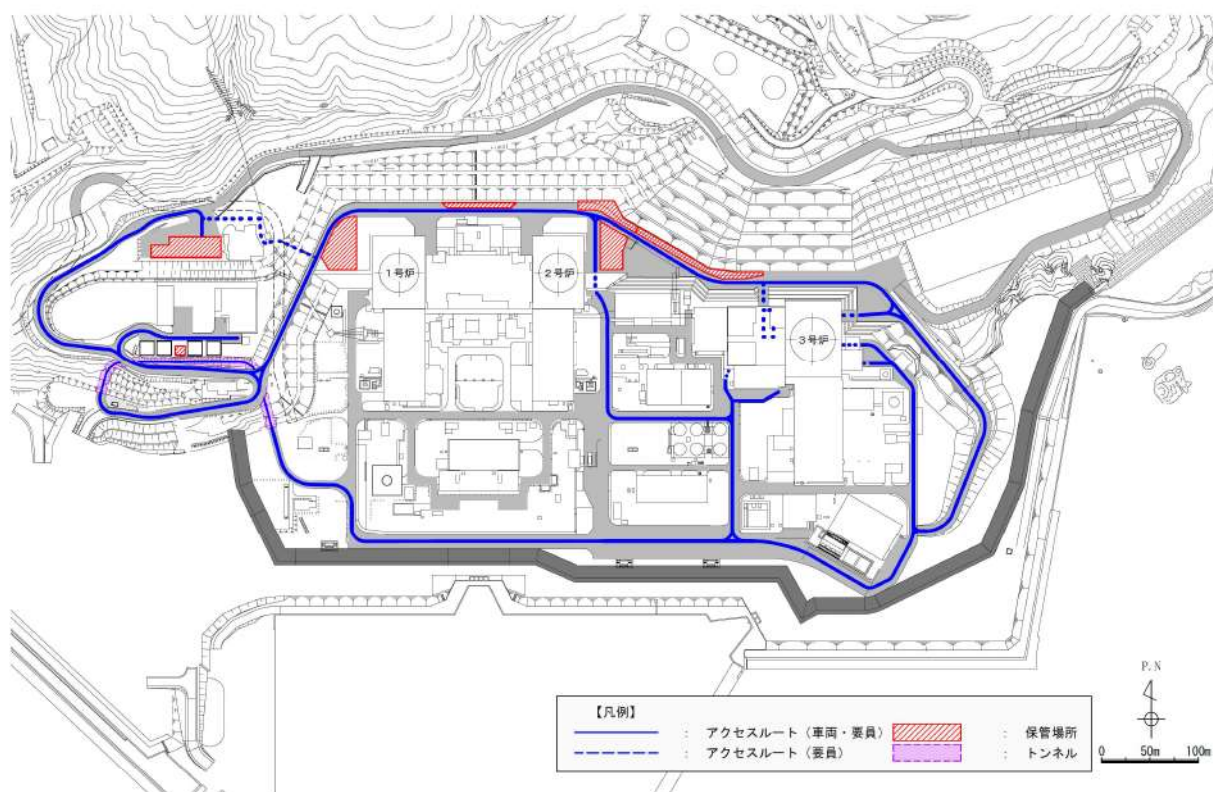 1号炉
2号炉
3号炉
P.N
【凡例】
： アクセスルート（車両・要員）
： 保管場所
： アクセスルート（要員）
： トンネル
0 50m 100m